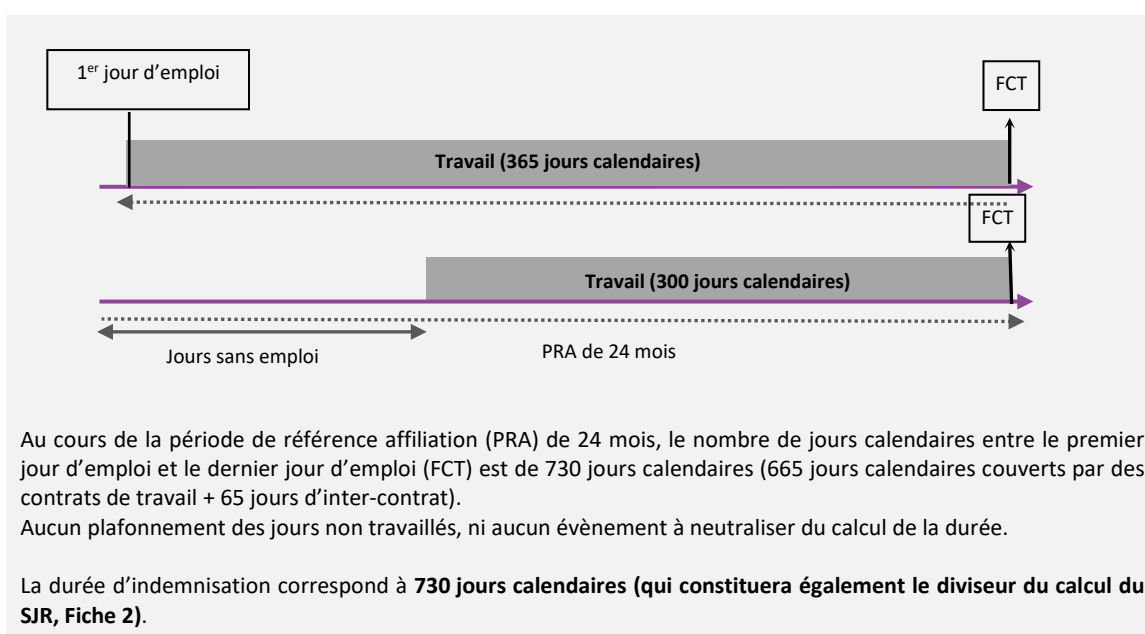 1er jour d’emploi
FCT
Travail (365 jours calendaires)
FCT
Travail (300 jours calendaires)
Jours sans emploi
PRA de 24 mois
Au cours de la période de référence affiliation (PRA) de 24 mois, le nombre de jours calendaires entre le premier
jour d’emploi et le dernier jour d’emploi (FCT) est de 730 jours calendaires (665 jours calendaires couverts par des
contrats de travail + 65 jours d’inter-contrat).
Aucun plafonnement des jours non travaillés, ni aucun évènement à neutraliser du calcul de la durée.
La durée d’indemnisation correspond à 730 jours calendaires (qui constituera également le diviseur du calcul du
SJR, Fiche 2).